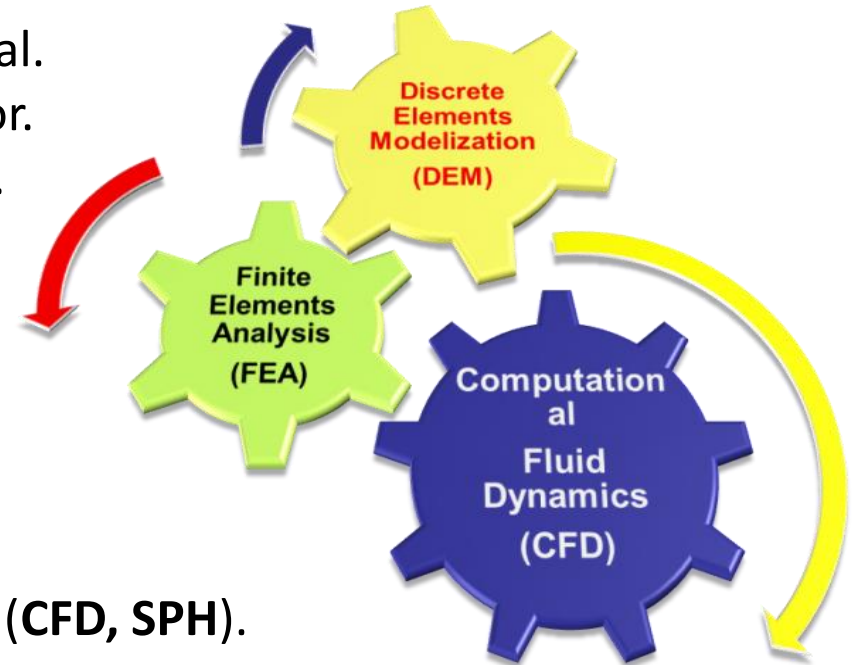 al.
or.
.
Discrete
Elements
Modelization
(DEM)
Finite
Elements
Analysis
(FEA)
Computation
al
Fluid
Dynamics
(CFD)
(CFD, SPH).